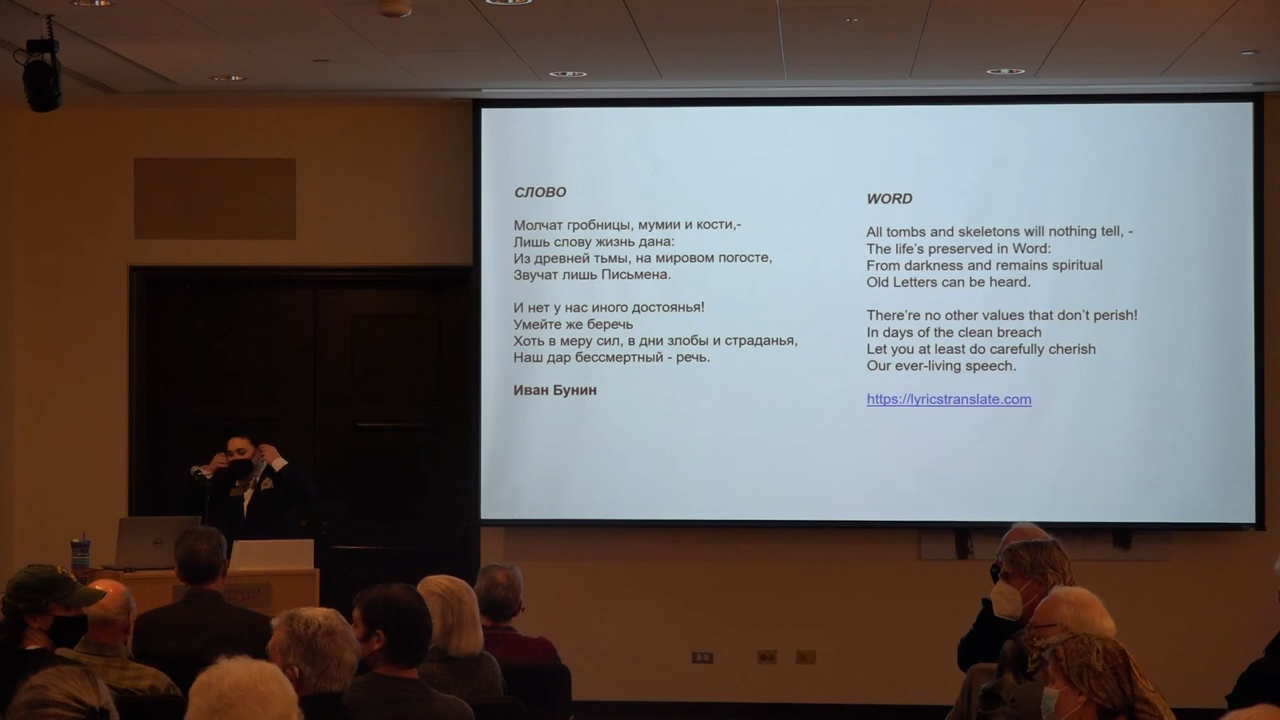 СЛОВО
Молчат гробницы, мумии и кости,-
Лишь слову жизнь дана:
Из древней тьмы, на мировом погосте,
Звучат лишь Письмена.
И нет у нас иного достоянья!
Умейте же беречь
Хоть в меру сил, в дни злобы и страданья,
Наш дар бессмертный - речь.
Иван Бунин
WORD
All tombs and skeletons will nothing tell, -
The life's preserved in Word:
From darkness and remains spiritual
Old Letters can be heard.
There're no other values that don't perish!
In days of the clean breach
Let you at least do carefully cherish
Our ever-living speech.
https://lyricstranslate.com